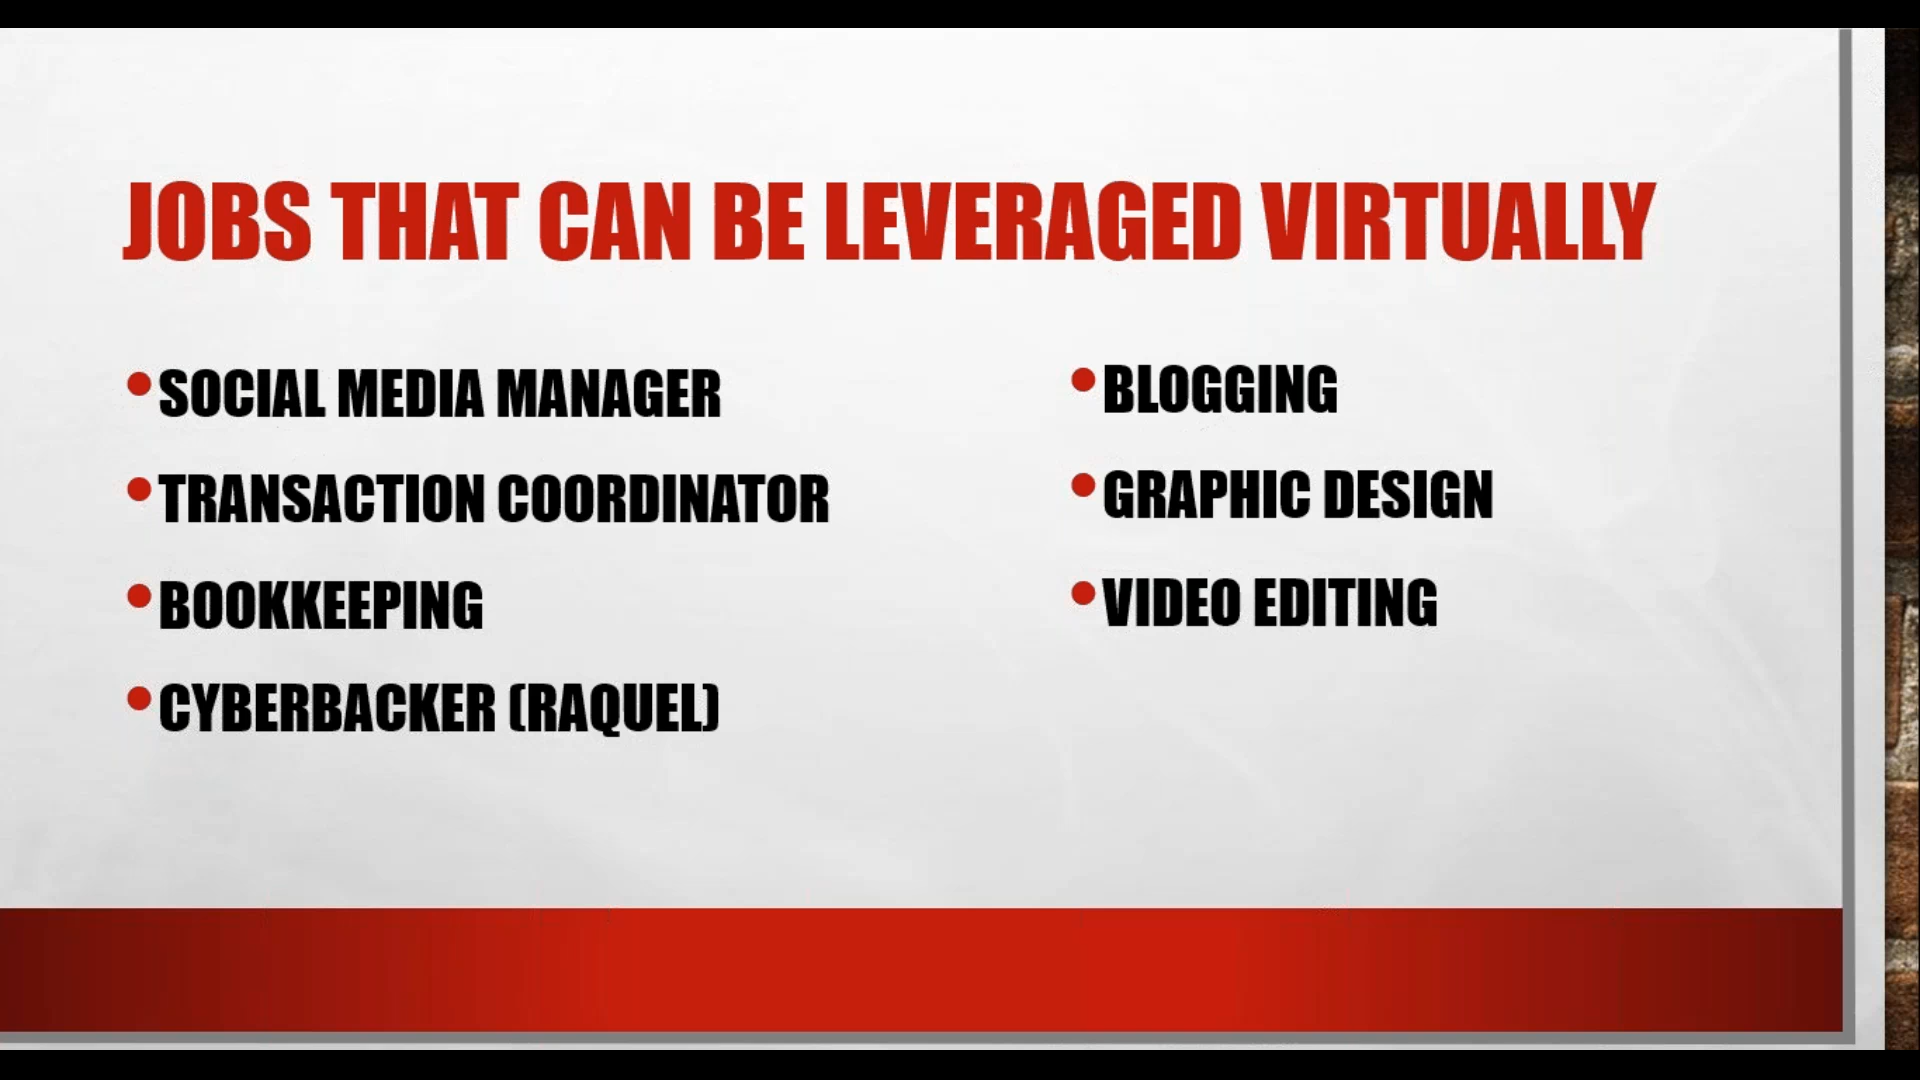 JOBS THAT CAN BE LEVERAGED VIRTUALLY
•SOCIAL MEDIA MANAGER
•TRANSACTION COORDINATOR
•BOOKKEEPING
•CYBERBACKER (RAQUEL)
•BLOGGING
•GRAPHIC DESIGN
•VIDEO EDITING